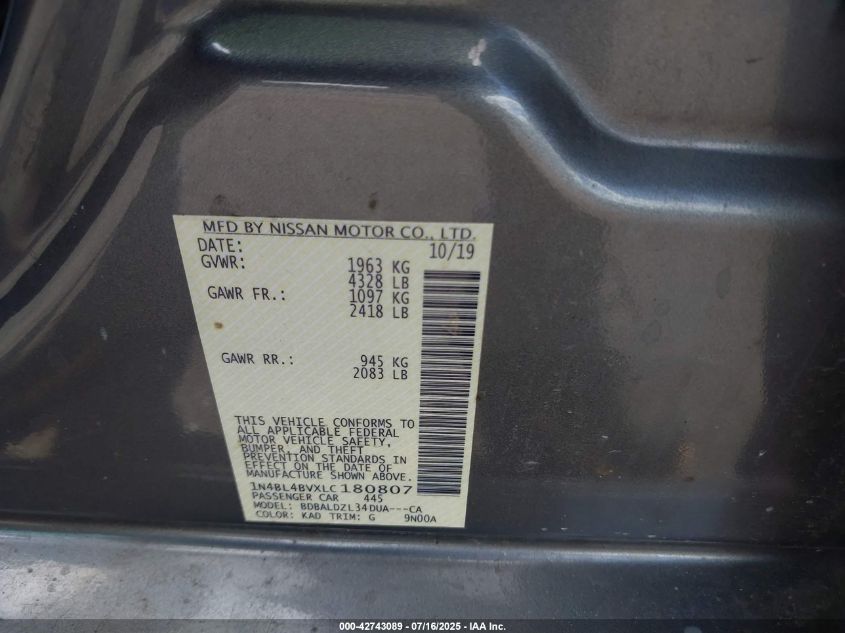 MFD BY NISSAN MOTOR CO., LTD.
DATE: 10/19
GVWR: 1963 KG
4328 LB
GAWR FR.: 1097 KG
2418 LB
GAWR RR.: 945 KG
2083 LB
THIS VEHICLE CONFORMS TO
ALL APPLICABLE FEDERAL
MOTOR VEHICLE SAFETY,
BUMPER, AND THEFT
PREVENTION STANDARDS IN
EFFECT ON THE DATE OF
MANUFACTURE SHOWN ABOVE.
1N4BL4BVXLC180807
PASSENGER CAR 445
MODEL: BDBALDZL34DUA---CA
COLOR: KAD TRIM: G 9N00A
000-42743089 - 07/16/2025 - IAA Inc.